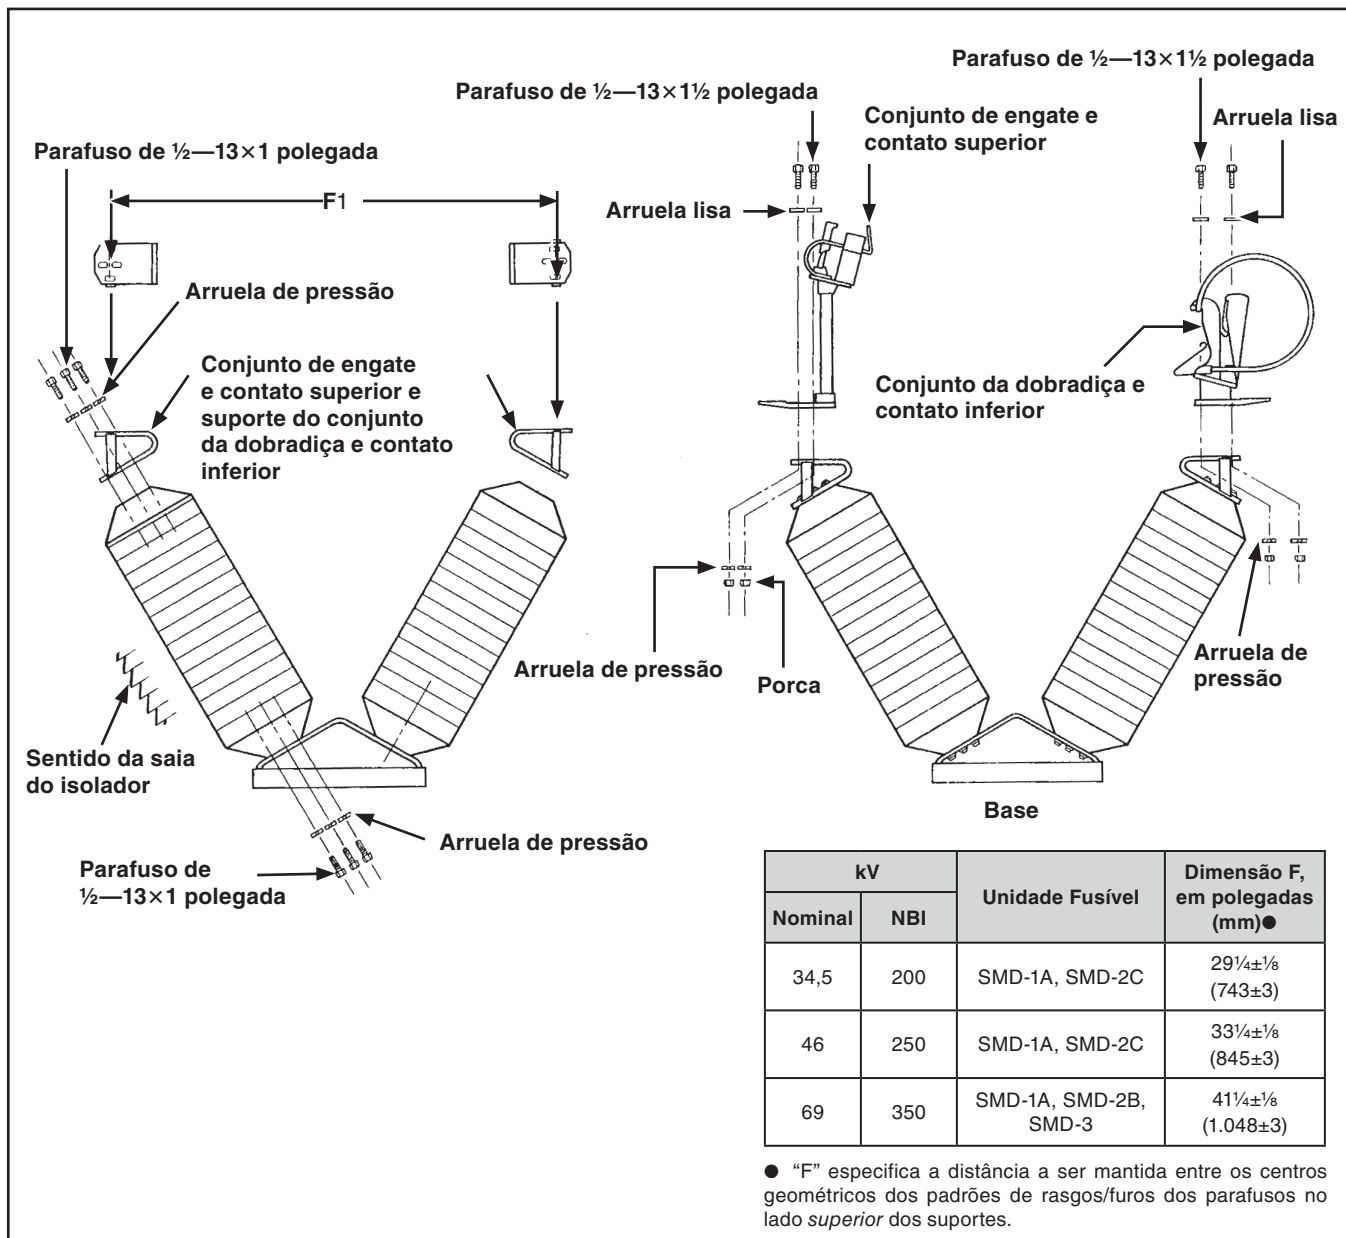 Parafuso de ½—13×1½ polegada
Parafuso de ½—13×1½ polegada
Conjunto de engate e
contato superior
Arruela lisa
Parafuso de ½—13×1 polegada
F1
Arruela lisa
Arruela de pressão
Conjunto de engate
e contato superior e
suporte do conjunto
da dobradiça e contato
inferior
Conjunto da dobradiça e
contato inferior
Arruela de pressão
Porca
Arruela de
pressão
Sentido da saia
do isolador
Base
Arruela de pressão
Parafuso de
½—13×1 polegada
kV
Unidade Fusível
Dimensão F,
em polegadas
(mm)●
Nominal
NBI
34,5
200
SMD-1A, SMD-2C
29¼±⅛
(743±3)
46
250
SMD-1A, SMD-2C
33¼±⅛
(845±3)
69
350
SMD-1A, SMD-2B,
SMD-3
41¼±⅛
(1.048±3)
● “F” especifica a distância a ser mantida entre os centros
geométricos dos padrões de rasgos/furos dos parafusos no
lado superior dos suportes.